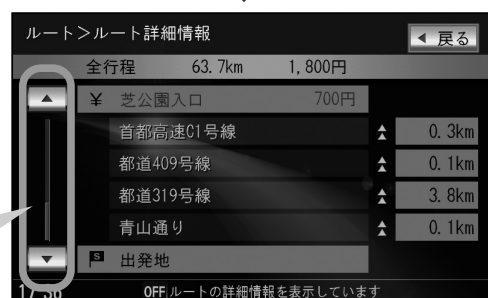 ルート>ルート詳細情報
◀ 戻る
全行程 63.7km 1,800円
¥ 芝公園入口 700円
首都高速C1号線 0.3km
都道409号線 0.1km
都道319号線 3.8km
青山通り 0.1km
S 出発地
OFF ルートの詳細情報を表示しています